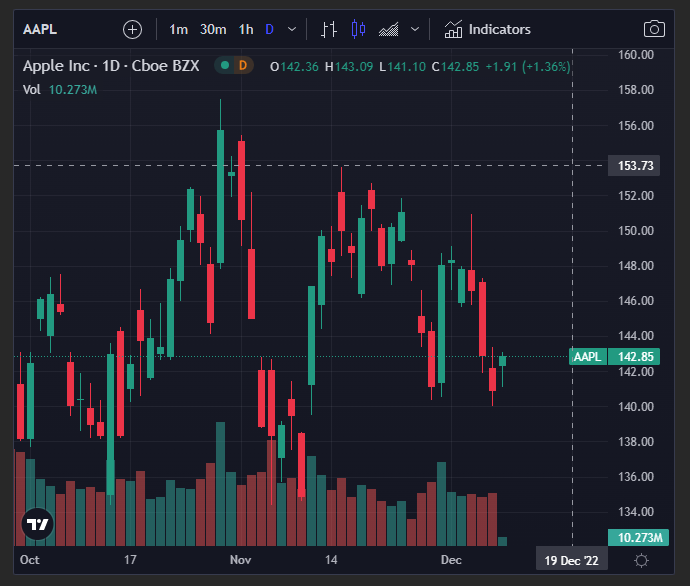 AAPL 1m 30m 1h D Indicators
Apple Inc · 1D · Cboe BZX D O142.36 H143.09 L141.10 C142.85 +1.91 (+1.36%)
Vol 10.273M
160.00
158.00
156.00
153.73
152.00
150.00
148.00
146.00
144.00
AAPL 142.85
142.00
140.00
138.00
136.00
134.00
10.273M
Oct 17 Nov 14 Dec 19 Dec '22